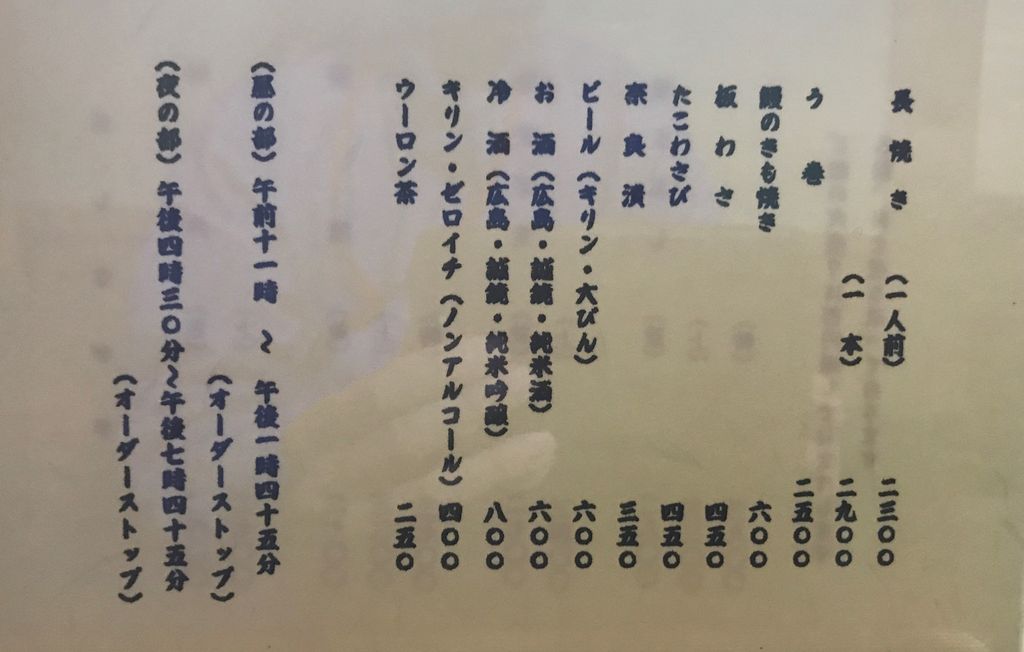 長焼き（一人前）二三〇〇
（一本）二九〇〇
う巻 二五〇〇
鰻のきも焼き 六〇〇
板わさ 四五〇
たこわさび 四五〇
奈良漬 三五〇
ビール（キリン・大びん）六〇〇
お酒（広島・誠鏡・純米酒）六〇〇
冷酒（広島・誠鏡・純米吟醸）八〇〇
キリン・ゼロイチ（ノンアルコール）四〇〇
ウーロン茶 二五〇
（昼の部）午前十一時 〜 午後一時四十五分
（オーダーストップ）
（夜の部）午後四時三〇分〜午後七時四十五分
（オーダーストップ）